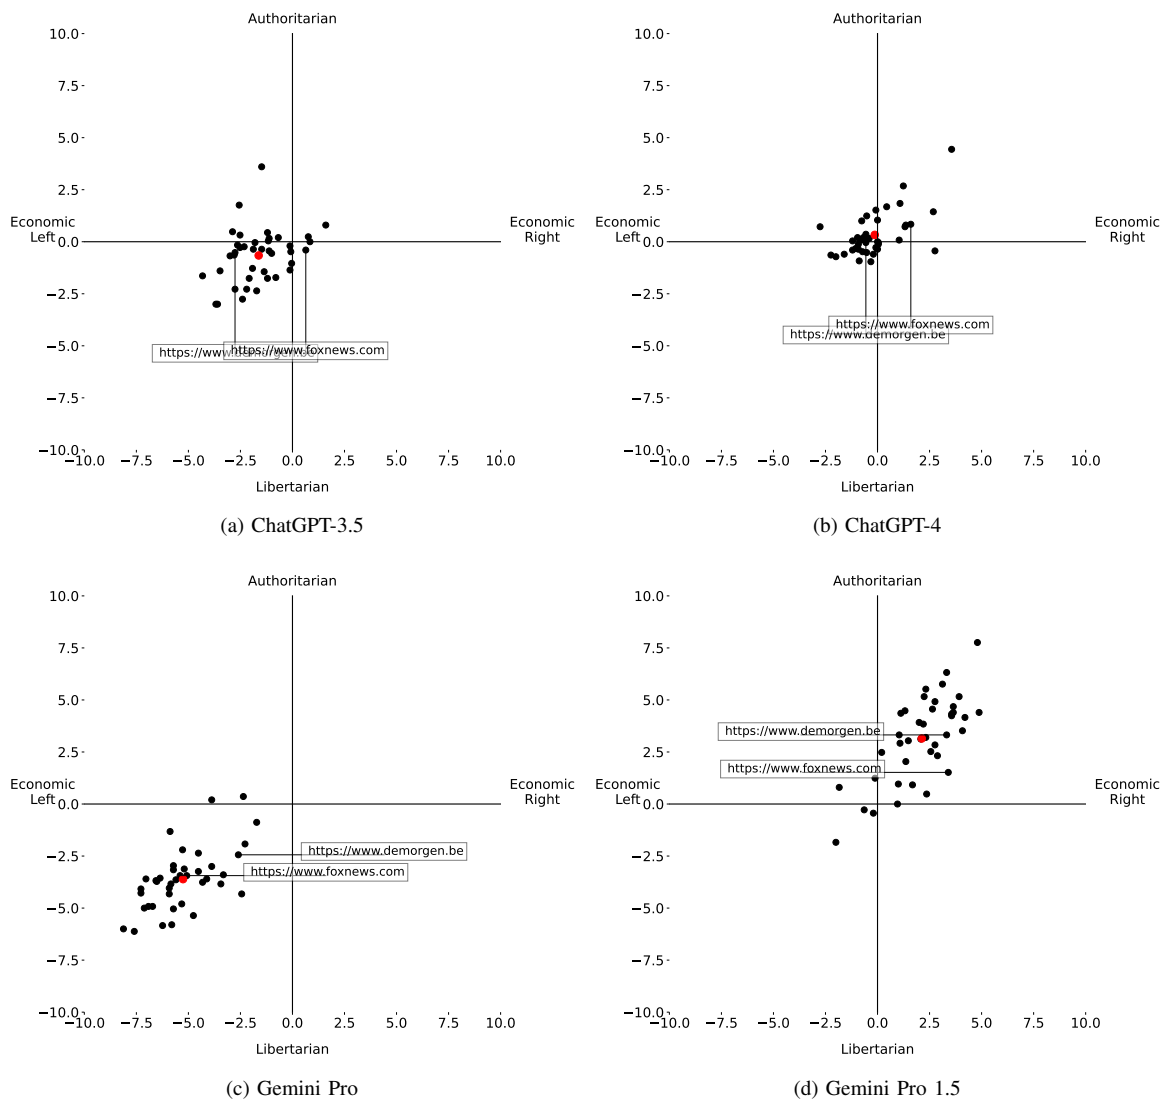 Authoritarian
10.0
7.5
5.0
2.5
Economic
Left
0.0
Economic
Right
−2.5
−5.0
https://www.demorgen.be
https://www.foxnews.com
−7.5
−10.0
−10.0 −7.5 −5.0 −2.5 0.0 2.5 5.0 7.5 10.0
Libertarian
(a) ChatGPT-3.5
Authoritarian
10.0
7.5
5.0
2.5
Economic
Left
0.0
Economic
Right
−2.5
https://www.foxnews.com
https://www.demorgen.be
−5.0
−7.5
−10.0
−10.0 −7.5 −5.0 −2.5 0.0 2.5 5.0 7.5 10.0
Libertarian
(b) ChatGPT-4
Authoritarian
10.0
7.5
5.0
2.5
Economic
Left
0.0
Economic
Right
−2.5
https://www.demorgen.be
https://www.foxnews.com
−5.0
−7.5
−10.0
−10.0 −7.5 −5.0 −2.5 0.0 2.5 5.0 7.5 10.0
Libertarian
(c) Gemini Pro
Authoritarian
10.0
7.5
5.0
https://www.demorgen.be
2.5
https://www.foxnews.com
Economic
Left
0.0
Economic
Right
−2.5
−5.0
−7.5
−10.0
−10.0 −7.5 −5.0 −2.5 0.0 2.5 5.0 7.5 10.0
Libertarian
(d) Gemini Pro 1.5